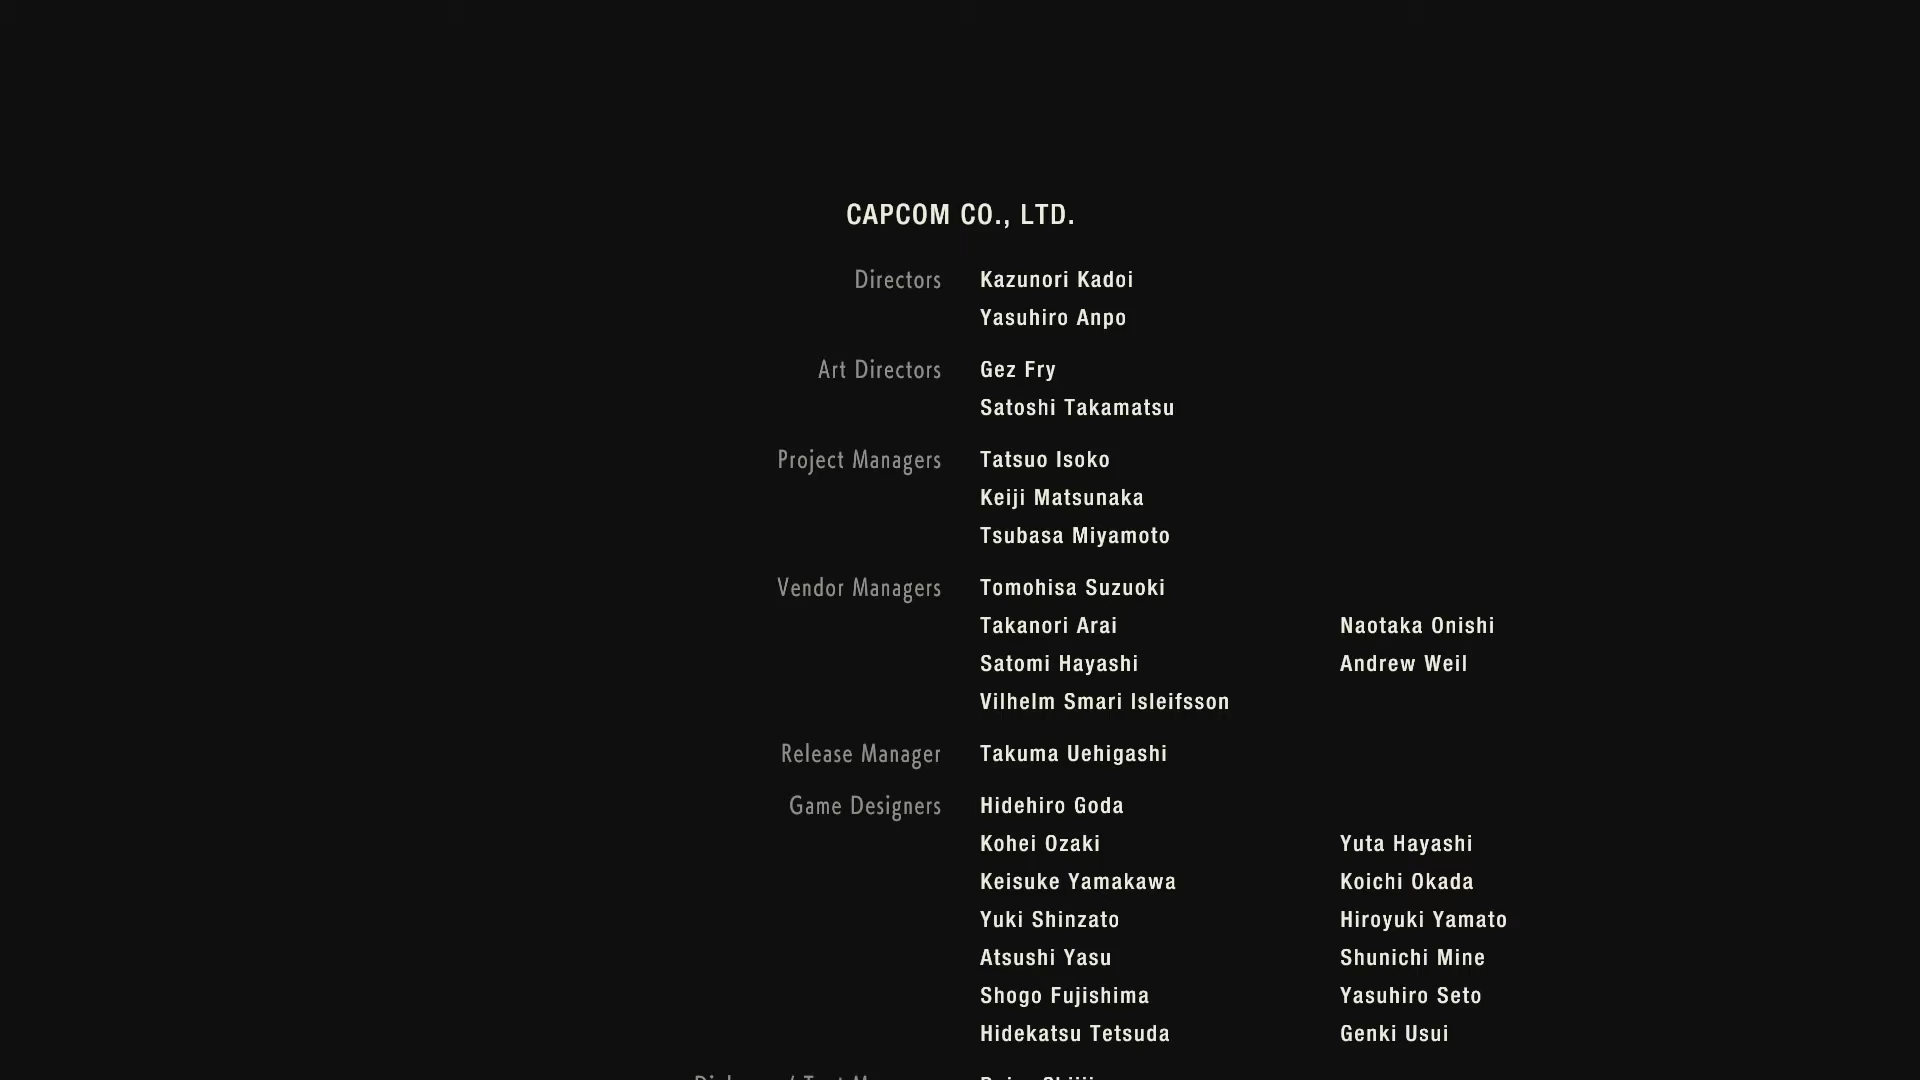 CAPCOM CO., LTD.
Directors Kazunori Kadoi
Yasuhiro Anpo
Art Directors Gez Fry
Satoshi Takamatsu
Project Managers Tatsuo Isoko
Keiji Matsunaka
Tsubasa Miyamoto
Vendor Managers Tomohisa Suzuoki
Takanori Arai Naotaka Onishi
Satomi Hayashi Andrew Weil
Vilhelm Smari Isleifsson
Release Manager Takuma Uehigashi
Game Designers Hidehiro Goda
Kohei Ozaki Yuta Hayashi
Keisuke Yamakawa Koichi Okada
Yuki Shinzato Hiroyuki Yamato
Atsushi Yasu Shunichi Mine
Shogo Fujishima Yasuhiro Seto
Hidekatsu Tetsuda Genki Usui